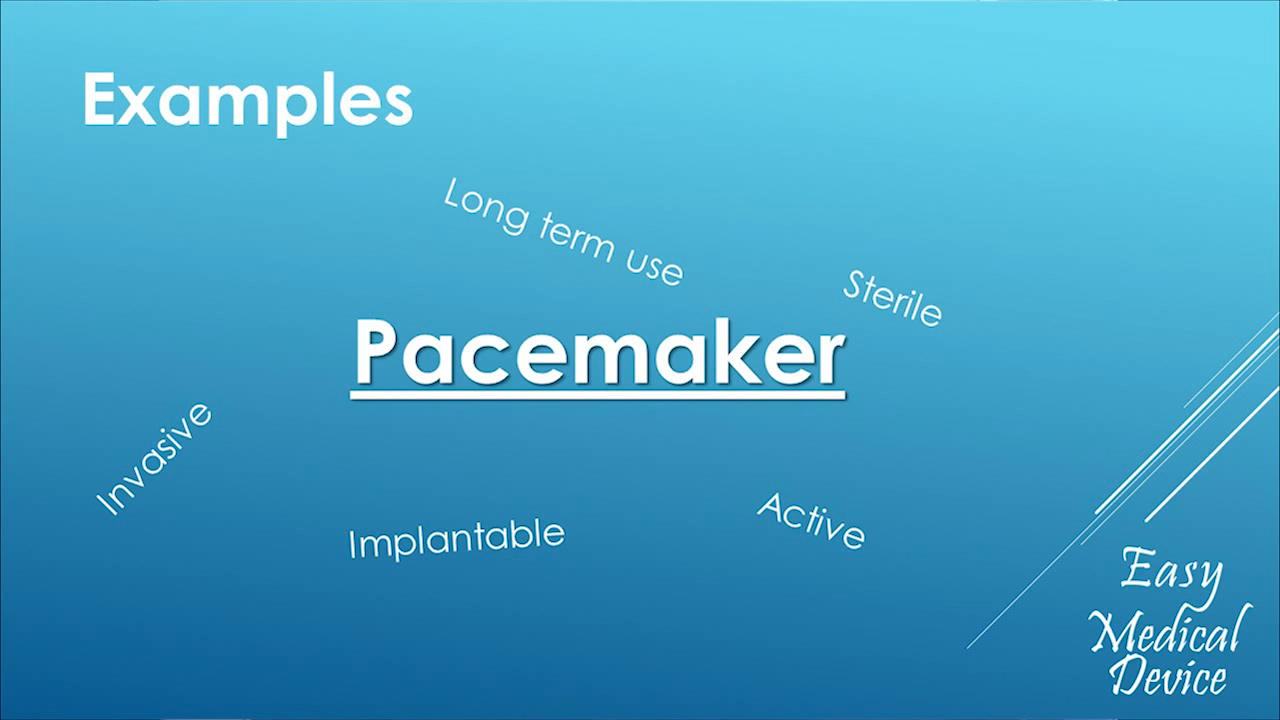 Examples
Long term use
Sterile
Pacemaker
Invasive
Implantable
Active
Easy
Medical
Device